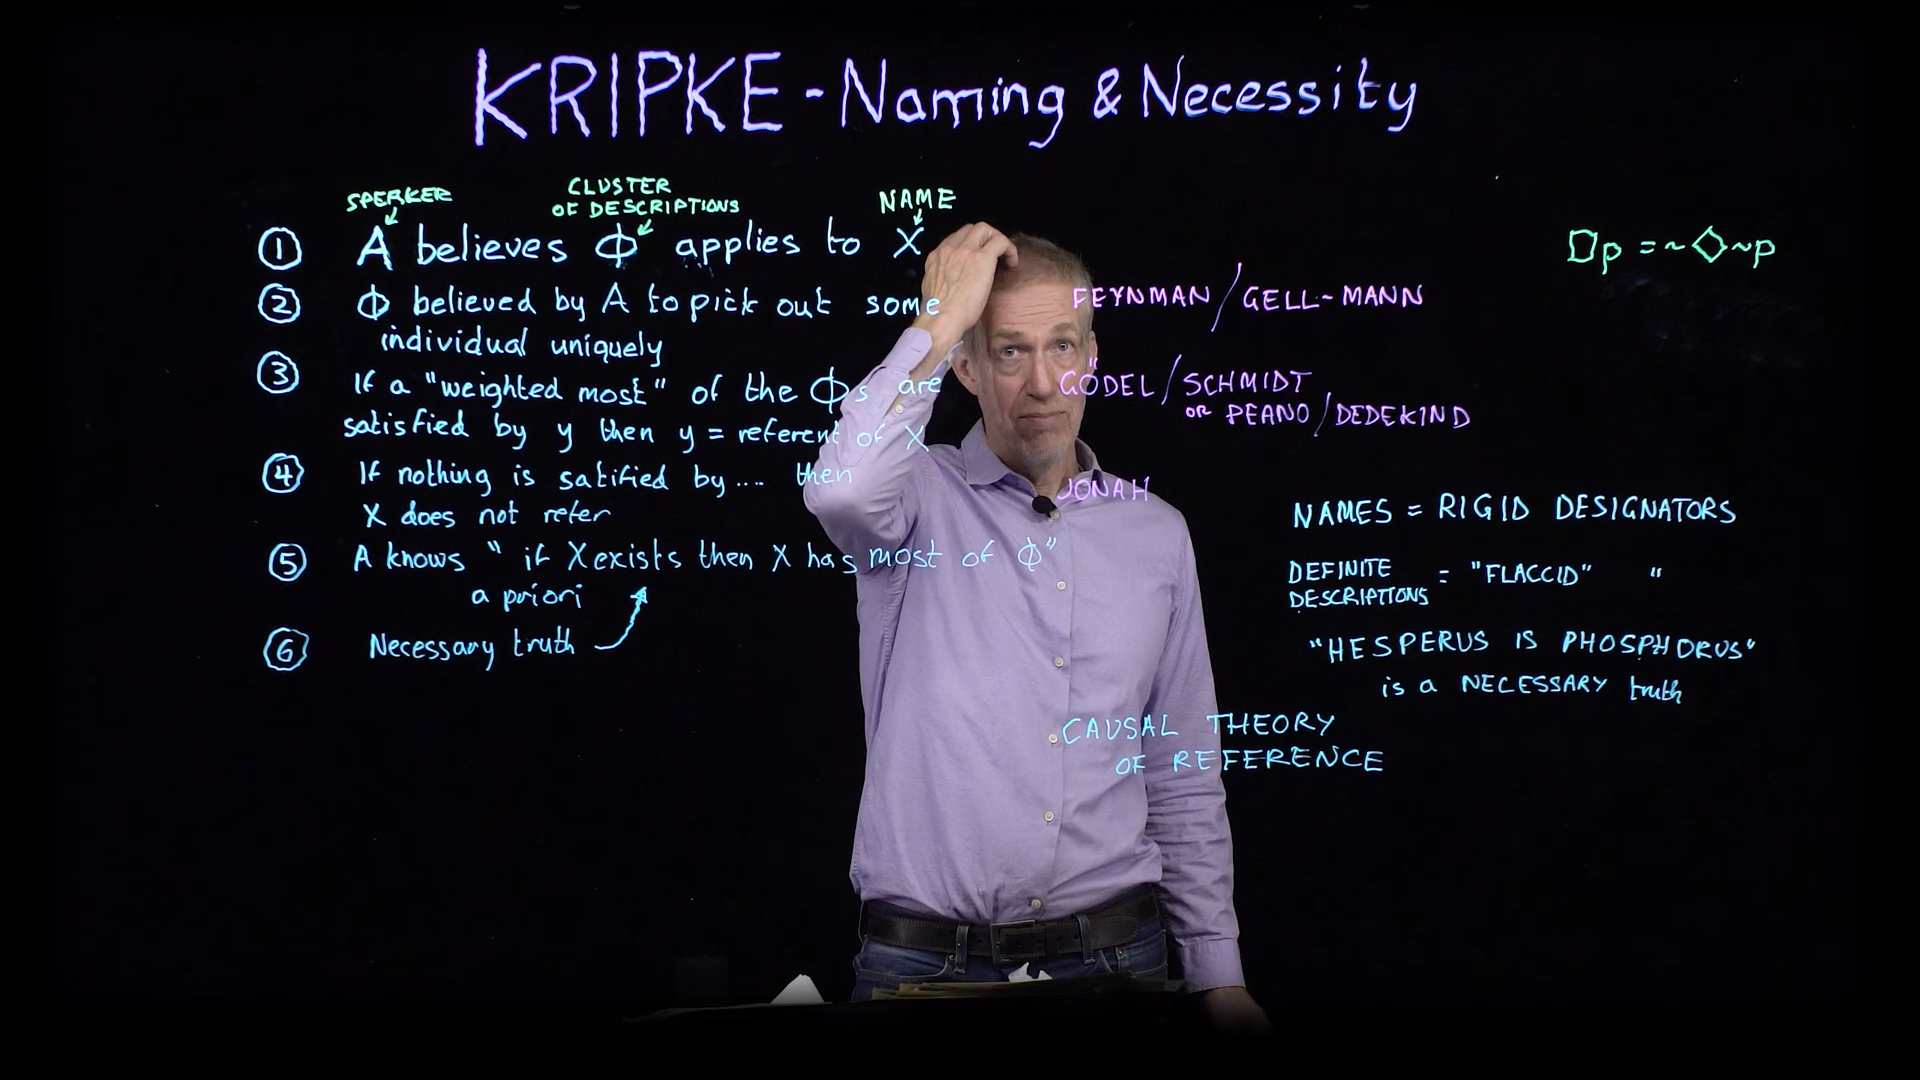 KRIPKE - Naming & Necessity
SPEAKER
CLUSTER
OF DESCRIPTIONS
NAME
① A believes Φ applies to X
② Φ believed by A to pick out some
individual uniquely
③ If a "weighted most" of the Φs are
satisfied by y then y = referent of X
④ If nothing is satified by .... then
X does not refer
⑤ A knows "if X exists then X has most of Φ"
a priori
⑥ Necessary truth
FEYNMAN / GELL-MANN
GÖDEL / SCHMIDT
OR PEANO / DEDEKIND
JONAH
CAUSAL THEORY
OF REFERENCE
□p = ~◇~p
NAMES = RIGID DESIGNATORS
DEFINITE
DESCRIPTIONS = "FLACCID" "
"HESPERUS IS PHOSPHORUS"
is a NECESSARY truth